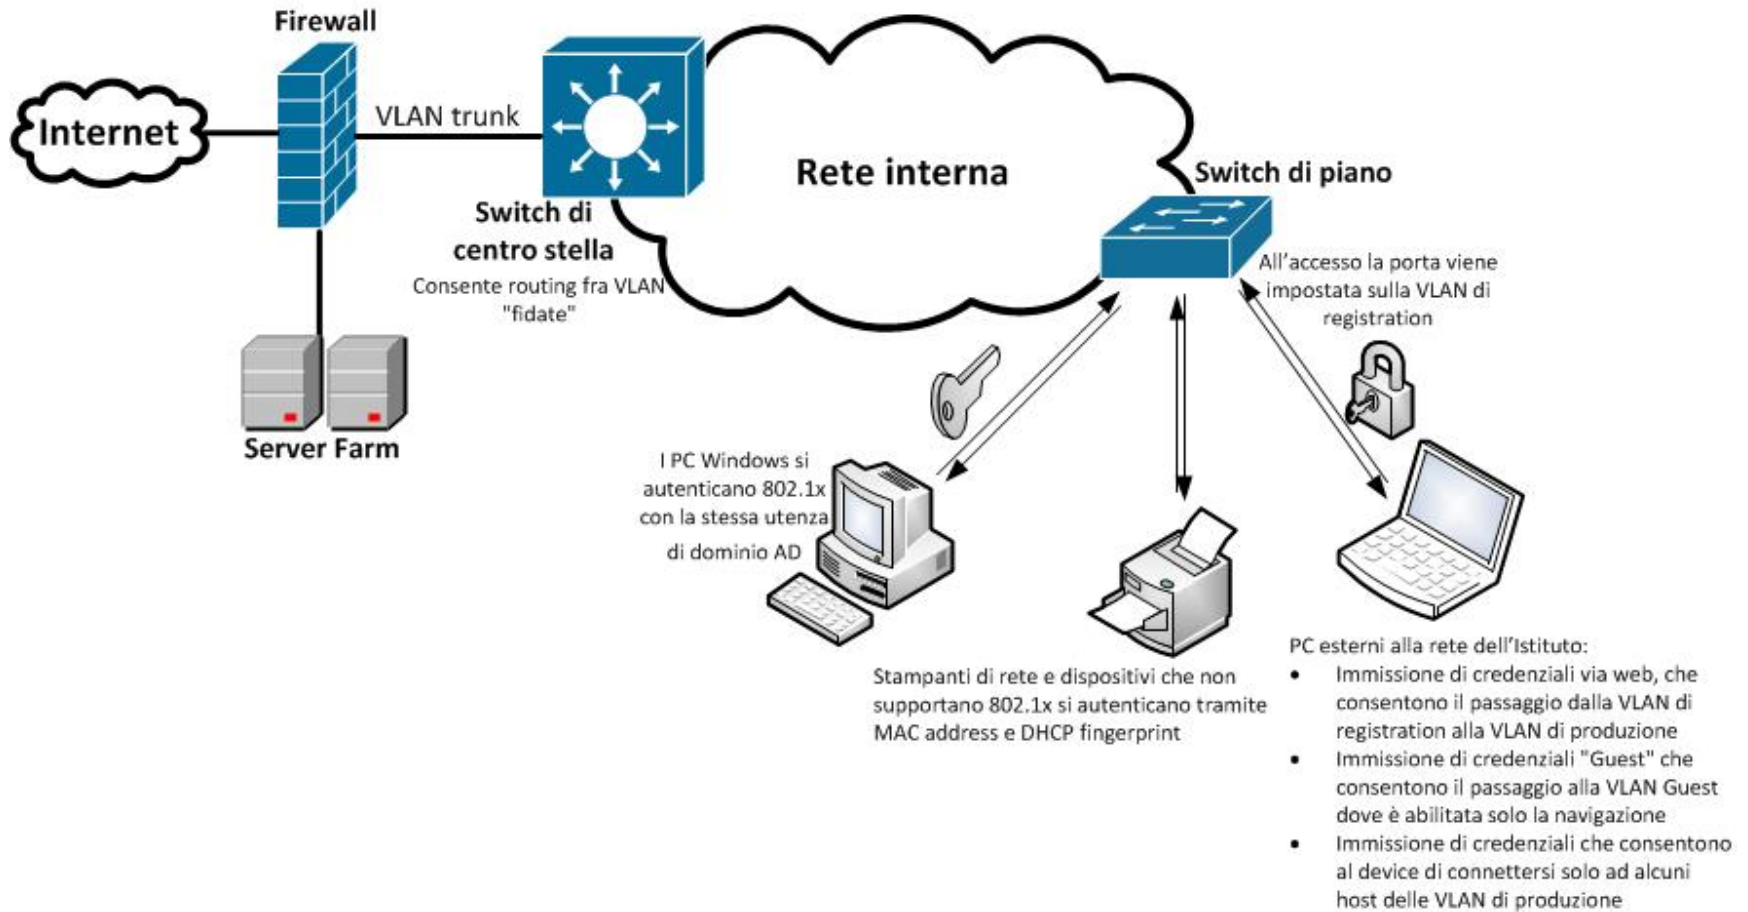 Firewall
Internet
VLAN trunk
Rete interna
Switch di piano
Switch di
centro stella
Consente routing fra VLAN
"fidate"
All'accesso la porta viene
impostata sulla VLAN di
registration
Server Farm
I PC Windows si
autenticano 802.1x
con la stessa utenza
di dominio AD
Stampanti di rete e dispositivi che non
supportano 802.1x si autenticano tramite
MAC address e DHCP fingerprint
PC esterni alla rete dell'Istituto:
• Immissione di credenziali via web, che
consentono il passaggio dalla VLAN di
registration alla VLAN di produzione
• Immissione di credenziali "Guest" che
consentono il passaggio alla VLAN Guest
dove è abilitata solo la navigazione
• Immissione di credenziali che consentono
al device di connettersi solo ad alcuni
host delle VLAN di produzione